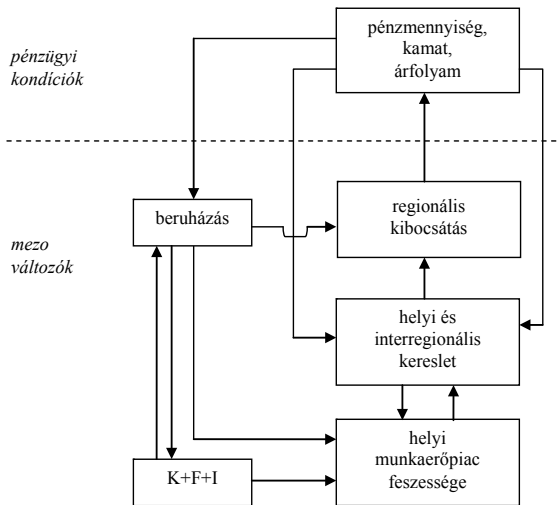 pénzügyi
kondíciók
pénzmennyiség,
kamat,
árfolyam
mezo
változók
beruházás
regionális
kibocsátás
helyi és
interregionális
kereslet
K+F+I
helyi
munkaerőpiac
feszessége